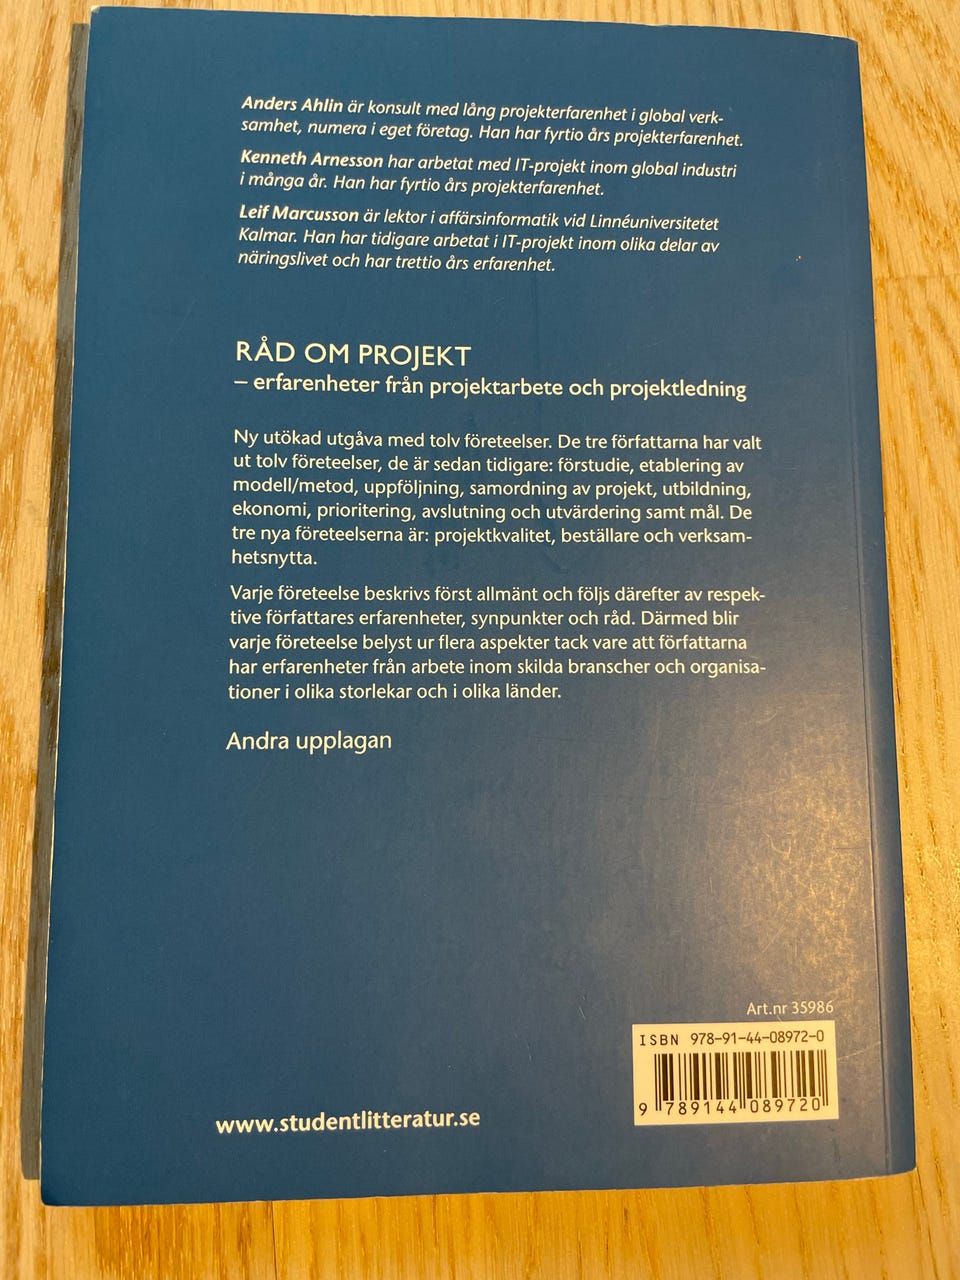 Anders Ahlin är konsult med lång projekterfarenhet i global verk-
samhet, numera i eget företag. Han har fyrtio års projekterfarenhet.
Kenneth Arnesson har arbetat med IT-projekt inom global industri
i många år. Han har fyrtio års projekterfarenhet.
Leif Marcusson är lektor i affärsinformatik vid Linnéuniversitetet
Kalmar. Han har tidigare arbetat i IT-projekt inom olika delar av
näringslivet och har trettio års erfarenhet.
RÅD OM PROJEKT
– erfarenheter från projektarbete och projektledning
Ny utökad utgåva med tolv företeelser. De tre författarna har valt
ut tolv företeelser, de är sedan tidigare: förstudie, etablering av
modell/metod, uppföljning, samordning av projekt, utbildning,
ekonomi, prioritering, avslutning och utvärdering samt mål. De
tre nya företeelserna är: projektkvalitet, beställare och verksam-
hetsnytta.
Varje företeelse beskrivs först allmänt och följs därefter av respek-
tive författares erfarenheter, synpunkter och råd. Därmed blir
varje företeelse belyst ur flera aspekter tack vare att författarna
har erfarenheter från arbete inom skilda branscher och organisa-
tioner i olika storlekar och i olika länder.
Andra upplagan
Art.nr 35986
ISBN 978-91-44-08972-0
9 789144 089720
www.studentlitteratur.se